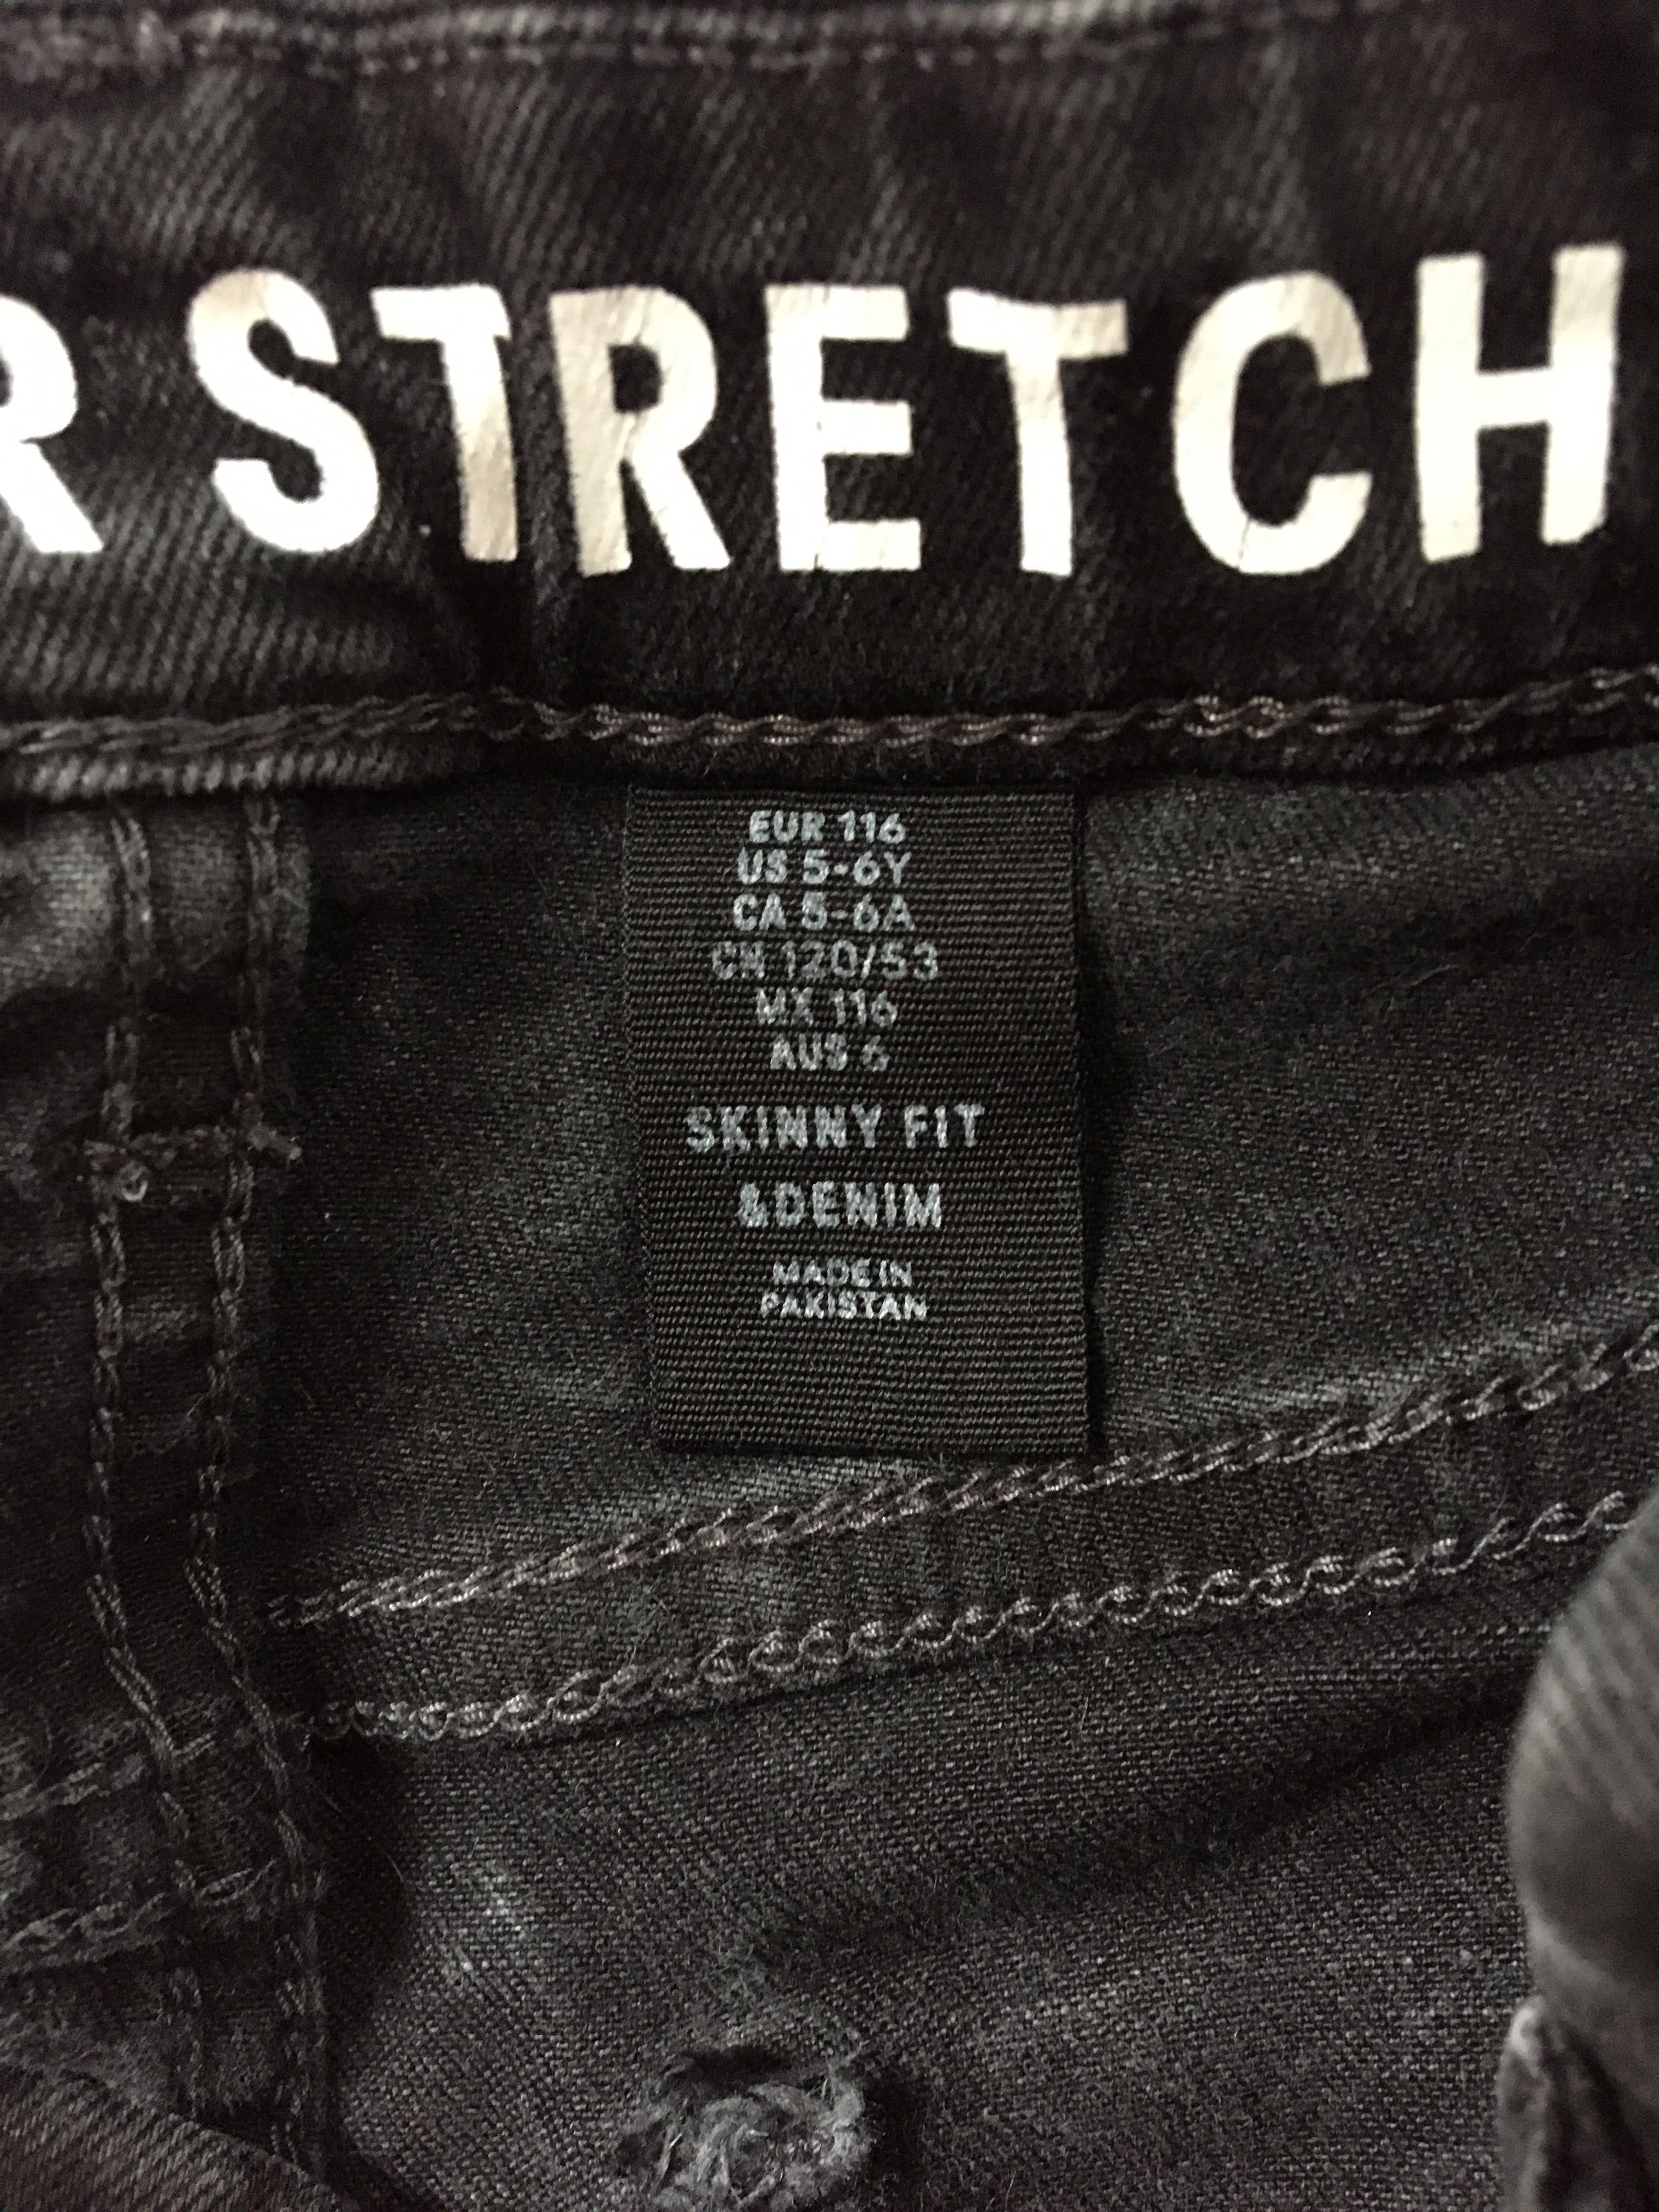 R STRETCH
EUR 116
US 5-6Y
CA 5-6A
CN 120/53
MX 116
AUS 6
SKINNY FIT
&DENIM
MADE IN
PAKISTAN